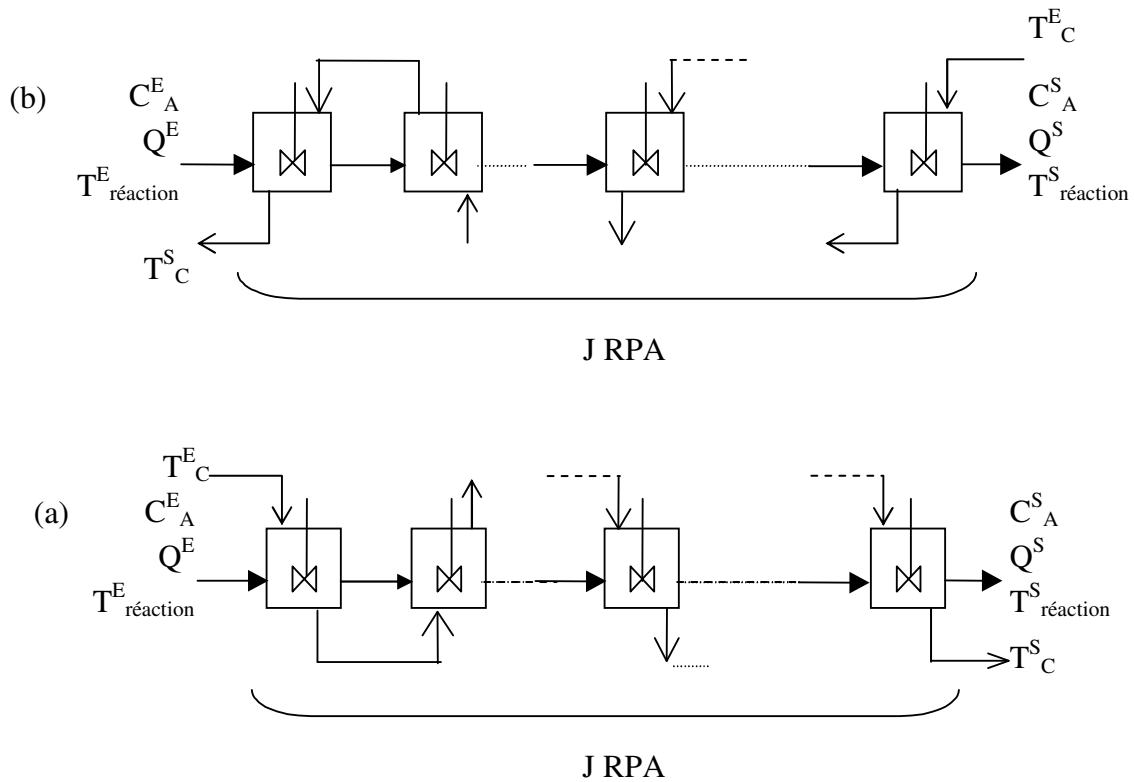 T^E_C
(b)
C^E_A
C^S_A
Q^E
Q^S
T^E_réaction
T^S_réaction
T^S_C
J RPA
T^E_C
(a)
C^E_A
C^S_A
Q^E
Q^S
T^E_réaction
T^S_réaction
T^S_C
J RPA